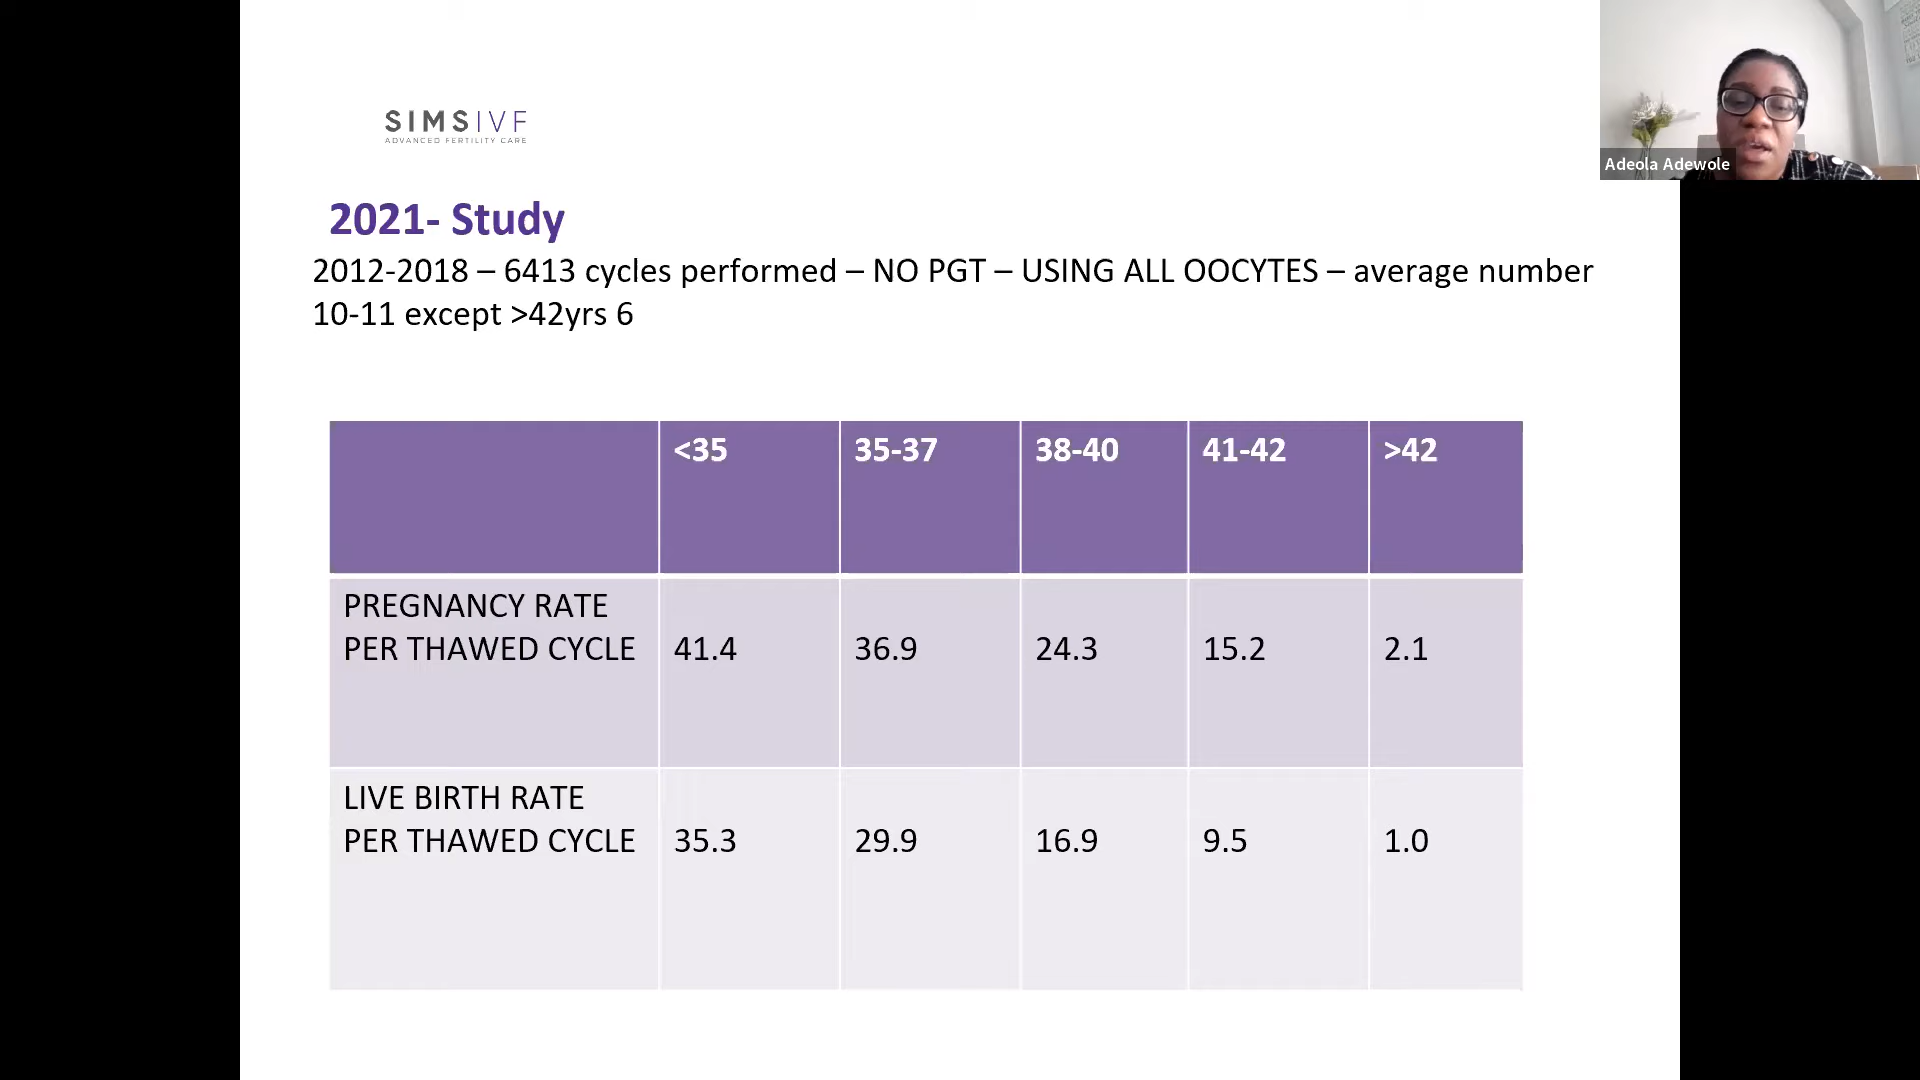 SIMSIVF
ADVANCED FERTILITY CARE
Adeola Adewole
2021- Study
2012-2018 – 6413 cycles performed – NO PGT – USING ALL OOCYTES – average number
10-11 except >42yrs 6
<35 35-37 38-40 41-42 >42
PREGNANCY RATE
PER THAWED CYCLE 41.4 36.9 24.3 15.2 2.1
LIVE BIRTH RATE
PER THAWED CYCLE 35.3 29.9 16.9 9.5 1.0